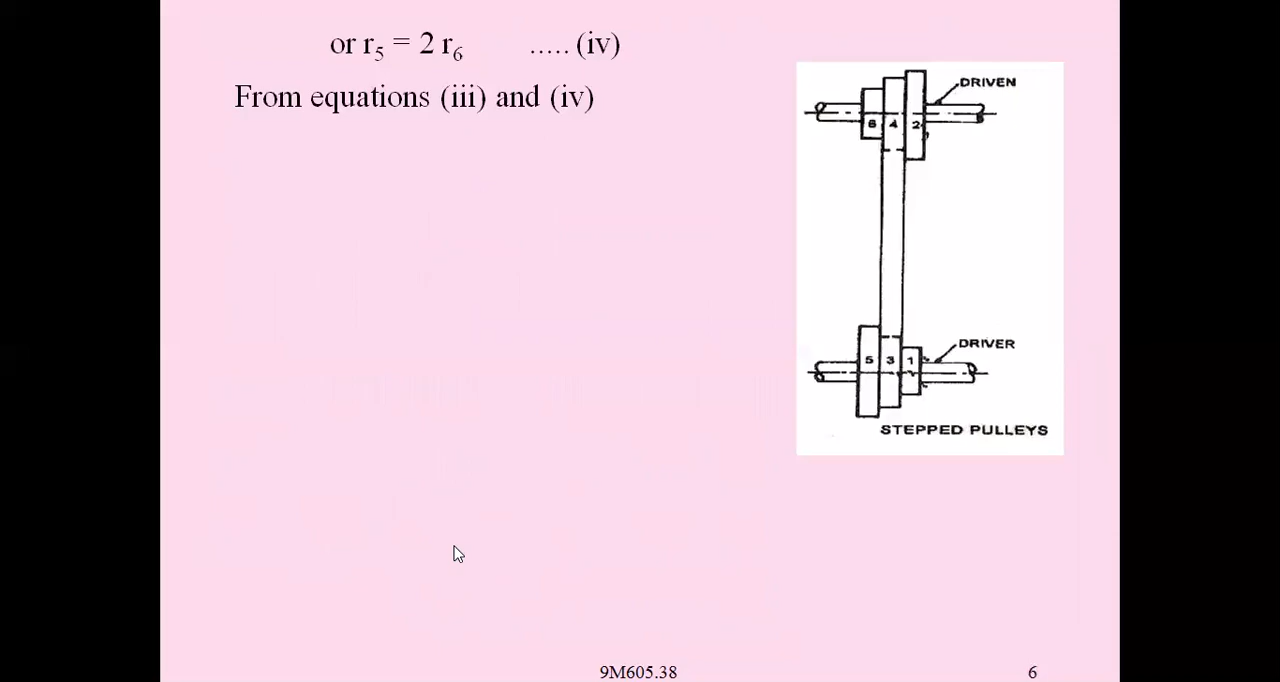 or r₅ = 2 r₆ ..... (iv)
From equations (iii) and (iv)
DRIVEN
6 4 2
DRIVER
5 3 1
STEPPED PULLEYS
9M605.38 6